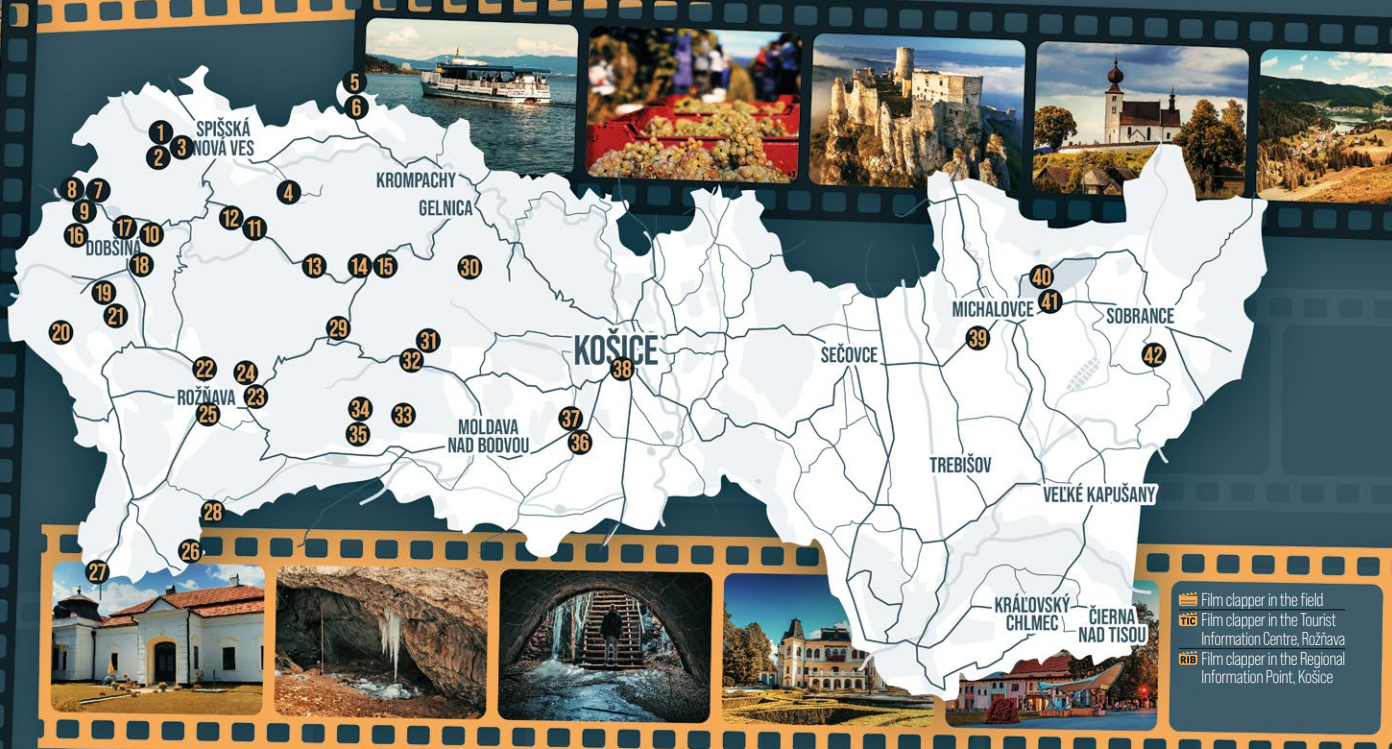 5
6
1
SPIŠSKÁ
3 NOVÁ VES
2
KROMPACHY
8 7
4
9
GELNICA
12
11
17
10
16
DOBŠINÁ
18
13
14 15
30
40
19
41
MICHALOVCE
21
SOBRANCE
20
29
31
39
KOŠICE
32
SEČOVCE
42
22
24
38
ROŽŇAVA
23
25
34
33
35
37
MOLDAVA
NAD BODVOU
36
TREBIŠOV
VEĽKÉ KAPUŠANY
28
26
27
KRÁĽOVSKÝ
CHLMEC
ČIERNA
NAD TISOU
Film clapper in the field
TIC Film clapper in the Tourist
Information Centre, Rožňava
RIB Film clapper in the Regional
Information Point, Košice